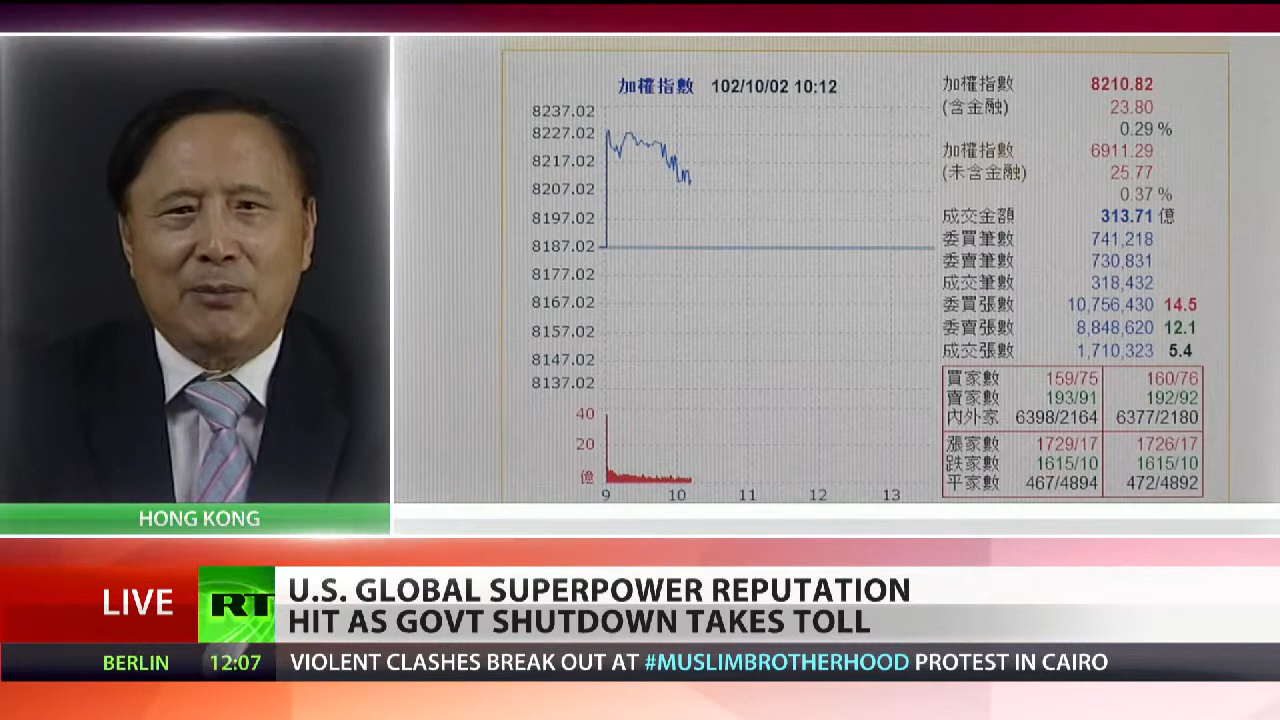 加權指數 102/10/02 10:12
8237.02
8227.02
8217.02
8207.02
8197.02
8187.02
8177.02
8167.02
8157.02
8147.02
8137.02
40
20
億
9 10 11 12 13
加權指數 8210.82
(含金融) 23.80
0.29 %
加權指數 6911.29
(未含金融) 25.77
0.37 %
成交金額 313.71 億
委買筆數 741,218
委賣筆數 730,831
成交筆數 318,432
委買張數 10,756,430 14.5
委賣張數 8,848,620 12.1
成交張數 1,710,323 5.4
買家數 159/75 160/76
賣家數 193/91 192/92
內外家 6398/2164 6377/2180
漲家數 1729/17 1726/17
跌家數 1615/10 1615/10
平家數 467/4894 472/4892
HONG KONG
LIVE RT
U.S. GLOBAL SUPERPOWER REPUTATION
HIT AS GOVT SHUTDOWN TAKES TOLL
BERLIN 12:07 VIOLENT CLASHES BREAK OUT AT #MUSLIMBROTHERHOOD PROTEST IN CAIRO